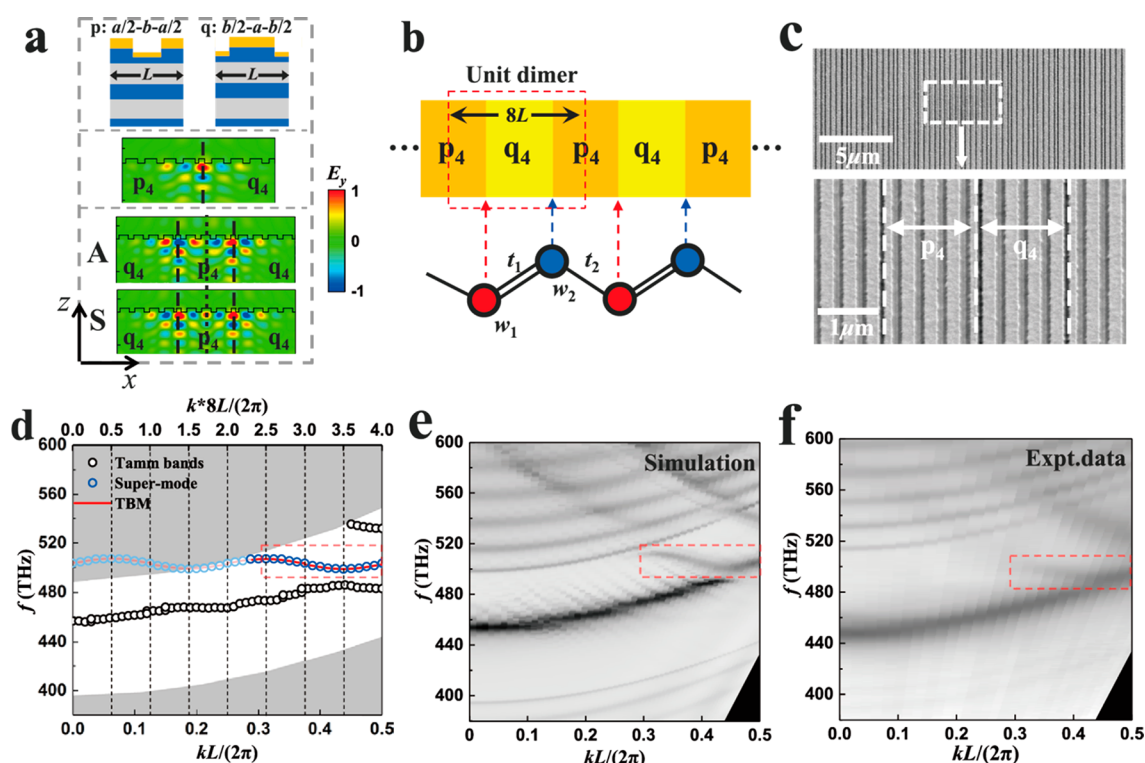 a
p: a/2-b-a/2 q: b/2-a-b/2
L L
p₄ q₄
E_y
1
0
-1
A
q₄ p₄ q₄
S
q₄ p₄ q₄
z
x
b
Unit dimer
8L
... p₄ q₄ p₄ q₄ p₄ ...
t₁ t₂
w₂
w₁
c
5μm
p₄ q₄
1μm
d
k*8L/(2π)
0.0 0.5 1.0 1.5 2.0 2.5 3.0 3.5 4.0
Tamm bands
Super-mode
TBM
f (THz)
600
560
520
480
440
400
0.0 0.1 0.2 0.3 0.4 0.5
kL/(2π)
e
Simulation
f (THz)
600
560
520
480
440
400
0.0 0.1 0.2 0.3 0.4 0.5
kL/(2π)
f
Expt.data
f (THz)
600
560
520
480
440
400
0.0 0.1 0.2 0.3 0.4 0.5
kL/(2π)